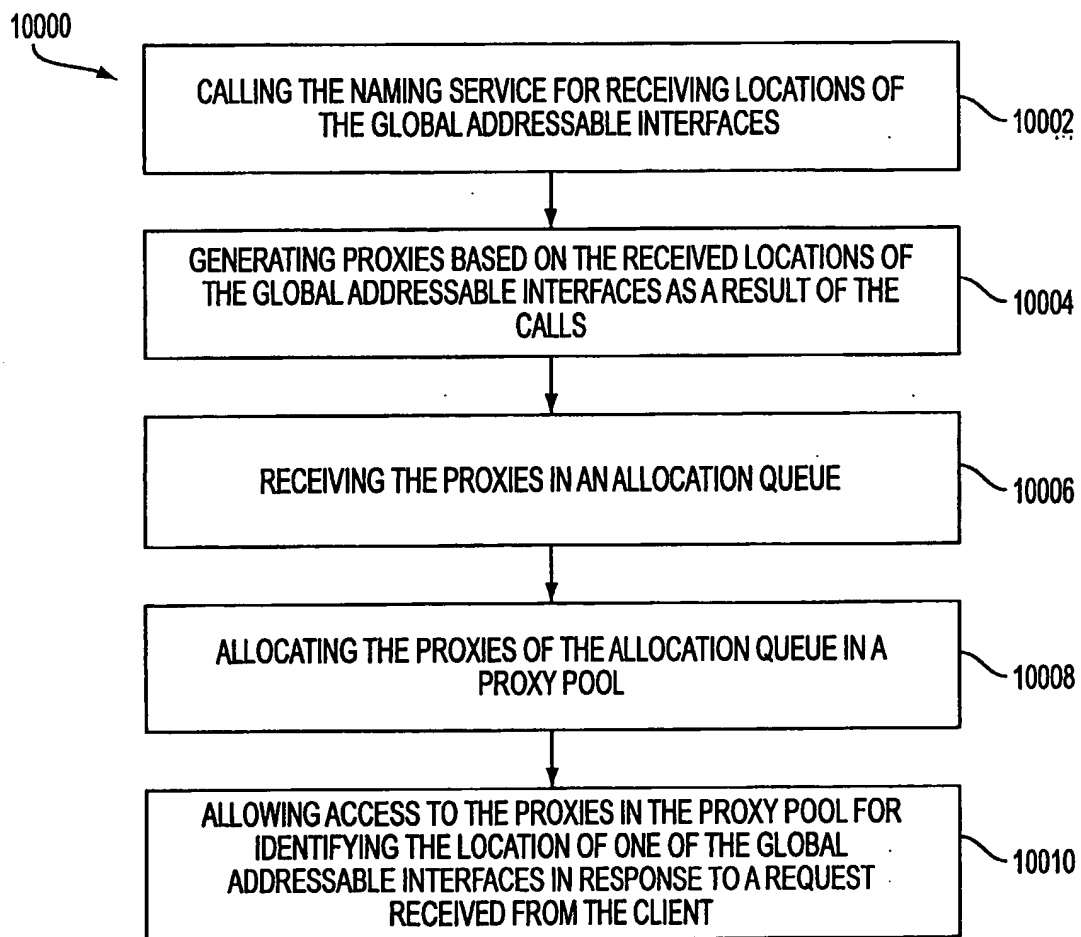 10000
CALLING THE NAMING SERVICE FOR RECEIVING LOCATIONS OF
THE GLOBAL ADDRESSABLE INTERFACES
10002
GENERATING PROXIES BASED ON THE RECEIVED LOCATIONS OF
THE GLOBAL ADDRESSABLE INTERFACES AS A RESULT OF THE
CALLS
10004
RECEIVING THE PROXIES IN AN ALLOCATION QUEUE
10006
ALLOCATING THE PROXIES OF THE ALLOCATION QUEUE IN A
PROXY POOL
10008
ALLOWING ACCESS TO THE PROXIES IN THE PROXY POOL FOR
IDENTIFYING THE LOCATION OF ONE OF THE GLOBAL
ADDRESSABLE INTERFACES IN RESPONSE TO A REQUEST
RECEIVED FROM THE CLIENT
10010